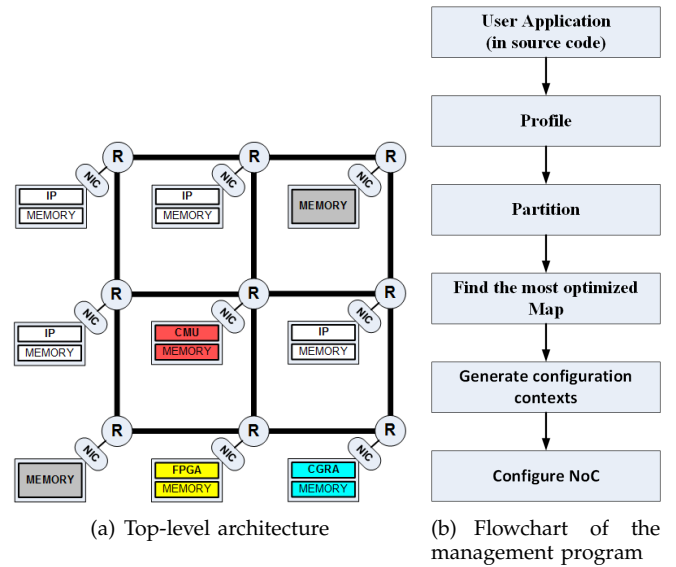 R
R
R
NIC
NIC
NIC
IP
MEMORY
IP
MEMORY
MEMORY
R
R
R
NIC
NIC
NIC
IP
MEMORY
CMU
MEMORY
IP
MEMORY
R
R
R
NIC
NIC
NIC
MEMORY
FPGA
MEMORY
CGRA
MEMORY
(a) Top-level architecture
User Application
(in source code)
Profile
Partition
Find the most optimized
Map
Generate configuration
contexts
Configure NoC
(b) Flowchart of the
management program